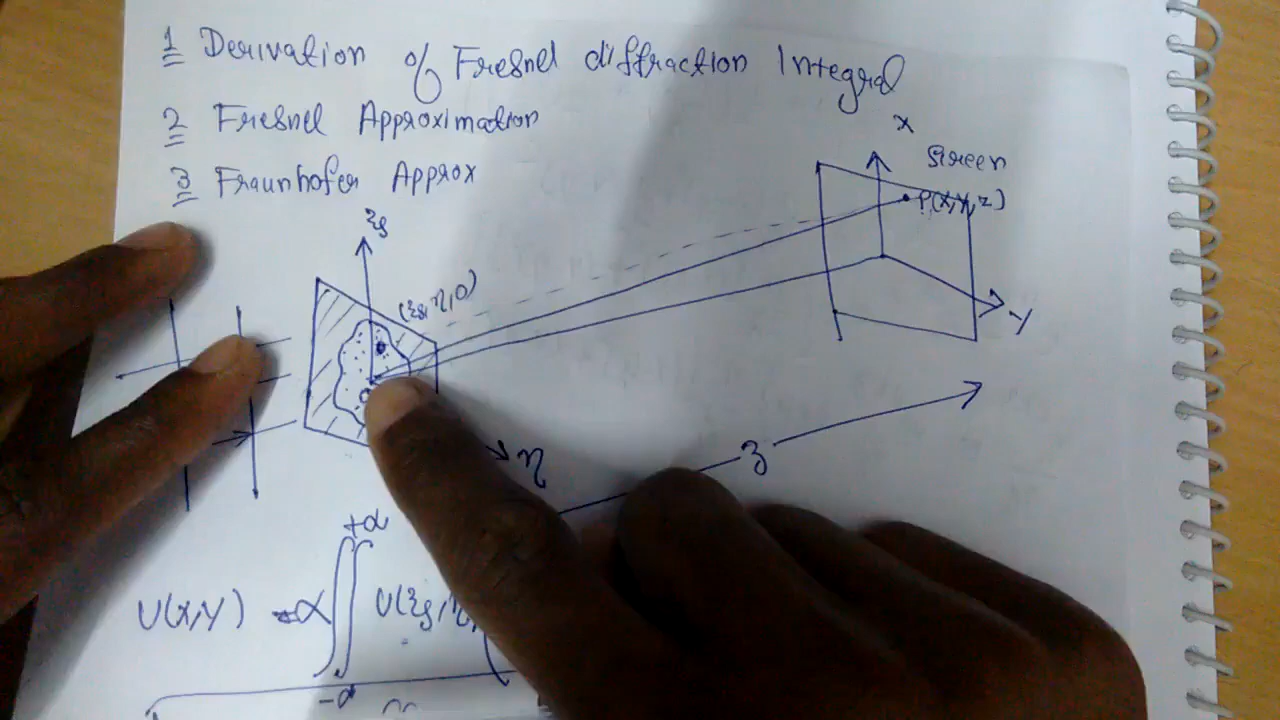 1 Derivation of Fresnel diffraction Integral
2 Fresnel Approximation
3 Fraunhofer Approx
x
Screen
P(x,y,z)
ξ
(ξ,η,0)
y
η
z
+α
U(x,y) α ∬ U(ξ,η,
-α